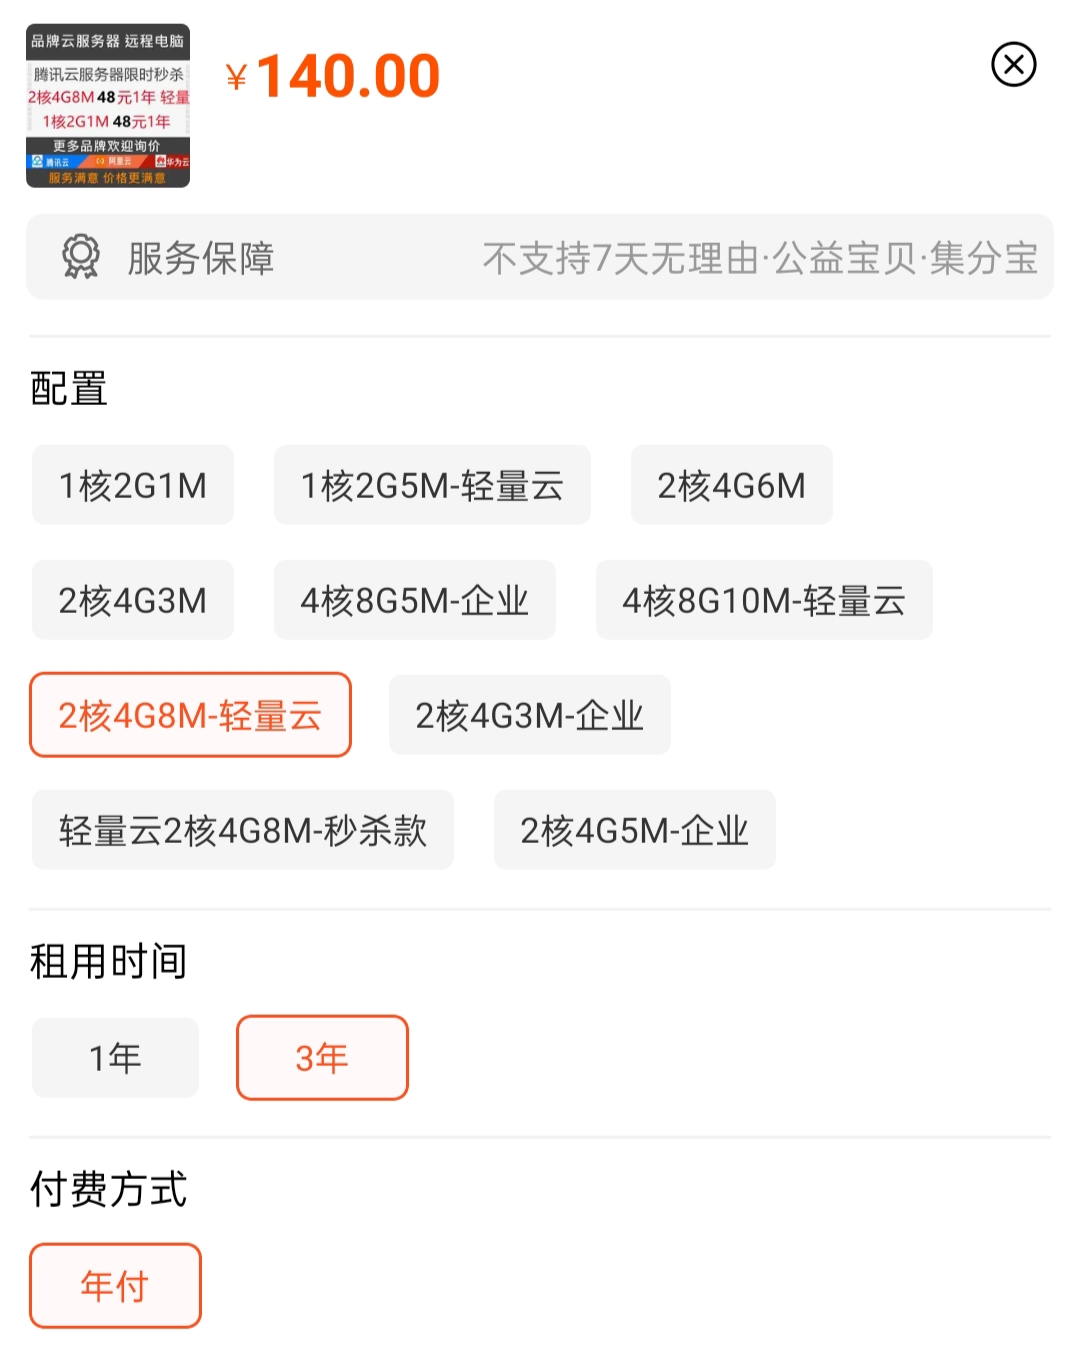 品牌云服务器 远程电脑
腾讯云服务器限时秒杀
2核4G8M 48元1年 轻量
1核2G1M 48元1年
更多品牌欢迎询价
腾讯云 阿里云 华为云
服务满意 价格更满意
¥140.00
服务保障 不支持7天无理由·公益宝贝·集分宝
配置
1核2G1M 1核2G5M-轻量云 2核4G6M
2核4G3M 4核8G5M-企业 4核8G10M-轻量云
2核4G8M-轻量云 2核4G3M-企业
轻量云2核4G8M-秒杀款 2核4G5M-企业
租用时间
1年 3年
付费方式
年付